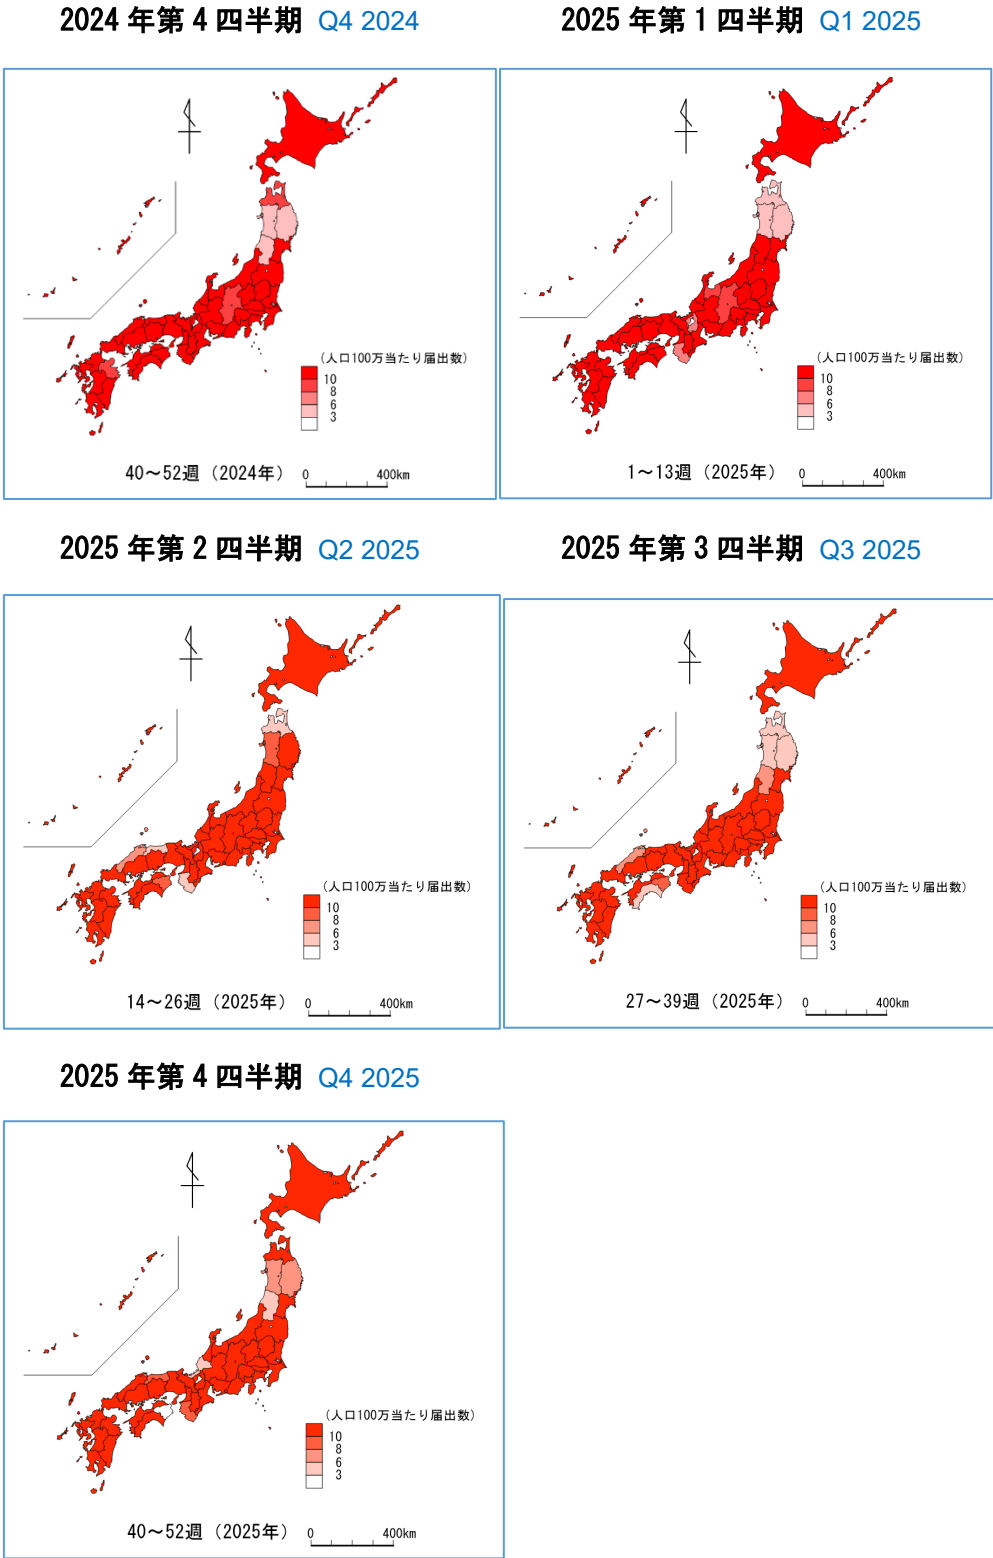 2024 年第 4 四半期 Q4 2024
2025 年第 1 四半期 Q1 2025
(人口100万当たり届出数)
10
8
6
3
40～52週（2024年）
0 400km
(人口100万当たり届出数)
10
8
6
3
1～13週（2025年）
0 400km
2025 年第 2 四半期 Q2 2025
2025 年第 3 四半期 Q3 2025
(人口100万当たり届出数)
10
8
6
3
14～26週（2025年）
0 400km
(人口100万当たり届出数)
10
8
6
3
27～39週（2025年）
0 400km
2025 年第 4 四半期 Q4 2025
(人口100万当たり届出数)
10
8
6
3
40～52週（2025年）
0 400km